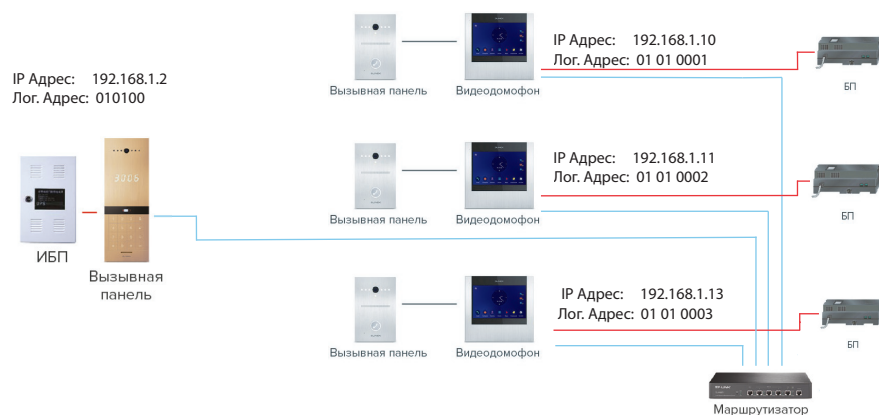 IP Адрес: 192.168.1.10
Лог. Адрес: 01 01 0001
Вызывная панель
Видеодомофон
БП
IP Адрес: 192.168.1.2
Лог. Адрес: 010100
3005
ИБП
Вызывная
панель
IP Адрес: 192.168.1.11
Лог. Адрес: 01 01 0002
Вызывная панель
Видеодомофон
БП
IP Адрес: 192.168.1.13
Лог. Адрес: 01 01 0003
Вызывная панель
Видеодомофон
БП
Маршрутизатор